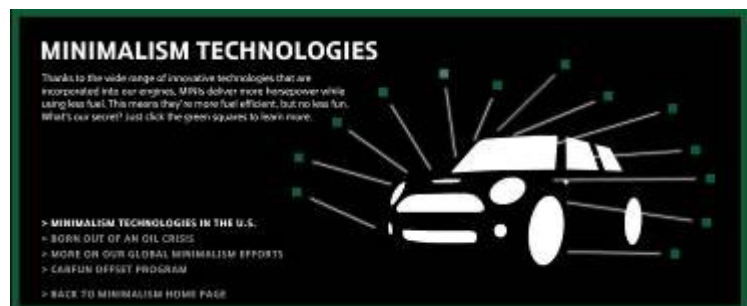 MINIMALISM TECHNOLOGIES
Thanks to the wide range of innovative technologies that are
incorporated into our engines, MINIs deliver more horsepower while
using less fuel. This means they're more fuel efficient, but no less fun.
What's our secret? Just click the green squares to learn more.
> MINIMALISM TECHNOLOGIES IN THE U.S.
> BORN OUT OF AN OIL CRISIS
> MORE ON OUR GLOBAL MINIMALISM EFFORTS
> CARFUN OFFSET PROGRAM
> BACK TO MINIMALISM HOME PAGE